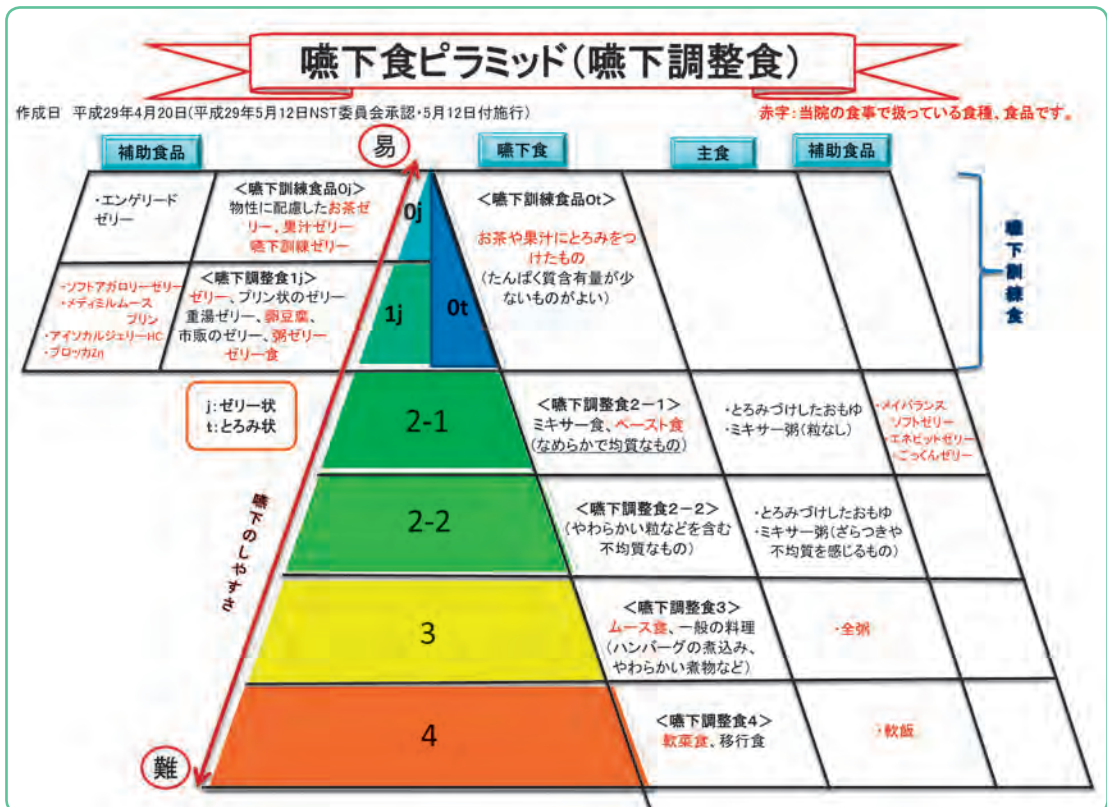 嚥下食ピラミッド(嚥下調整食)
作成日 平成29年4月20日(平成29年5月12日NST委員会承認・5月12日付施行)
赤字:当院の食事で扱っている食種、食品です。
補助食品
易
嚥下食
主食
補助食品
・エンゲリード
ゼリー
<嚥下訓練食品0j>
物性に配慮したお茶ゼ
リー、果汁ゼリー
嚥下訓練ゼリー
0j
<嚥下訓練食品0t>
お茶や果汁にとろみをつ
けたもの
(たんぱく質含有量が少
ないものがよい)
嚥下訓練食
・ソフトアガロリーゼリー
・メディミルムース
プリン
・アイソカルジェリーHC
・ブロッカZn
<嚥下調整食1j>
ゼリー、プリン状のゼリー
重湯ゼリー、卵豆腐、
市販のゼリー、粥ゼリー
ゼリー食
1j
0t
j:ゼリー状
t:とろみ状
2-1
<嚥下調整食2-1>
ミキサー食、ペースト食
(なめらかで均質なもの)
・とろみづけしたおもゆ
・ミキサー粥(粒なし)
・メイバランス
ソフトゼリー
・エネビットゼリー
・ごっくんゼリー
嚥下のしやすさ
2-2
<嚥下調整食2-2>
(やわらかい粒などを含む
不均質なもの)
・とろみづけしたおもゆ
・ミキサー粥(ざらつきや
不均質を感じるもの)
3
<嚥下調整食3>
ムース食、一般の料理
(ハンバーグの煮込み、
やわらかい煮物など)
・全粥
4
<嚥下調整食4>
軟菜食、移行食
・軟飯
難